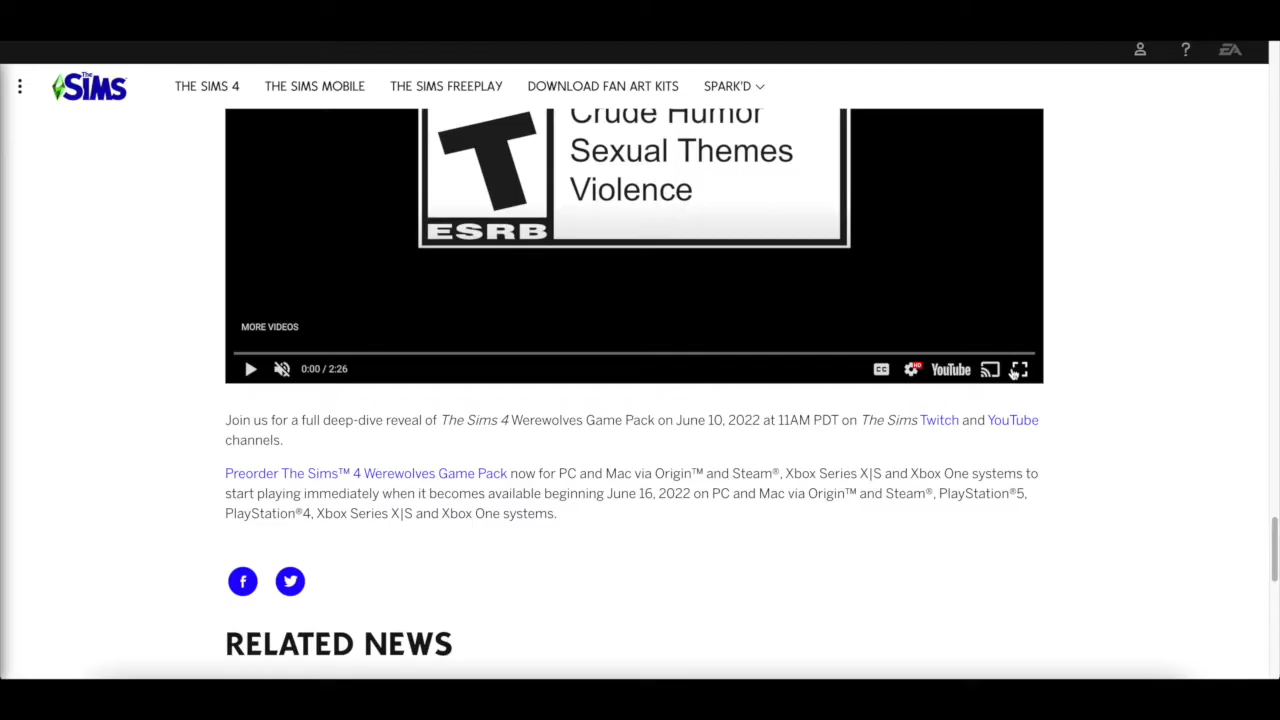 ?
EA
The SIMS
THE SIMS 4
THE SIMS MOBILE
THE SIMS FREEPLAY
DOWNLOAD FAN ART KITS
SPARK'D
Crude Humor
Sexual Themes
Violence
T
ESRB
MORE VIDEOS
0:00 / 2:26
CC
HD
YouTube
Join us for a full deep-dive reveal of The Sims 4 Werewolves Game Pack on June 10, 2022 at 11AM PDT on The Sims Twitch and YouTube
channels.
Preorder The Sims™ 4 Werewolves Game Pack now for PC and Mac via Origin™ and Steam®, Xbox Series X|S and Xbox One systems to
start playing immediately when it becomes available beginning June 16, 2022 on PC and Mac via Origin™ and Steam®, PlayStation®5,
PlayStation®4, Xbox Series X|S and Xbox One systems.
f
RELATED NEWS